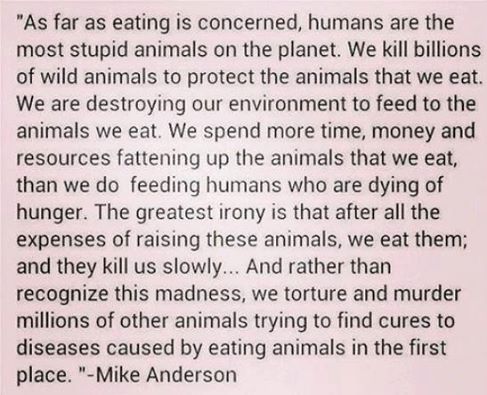 "As far as eating is concerned, humans are the
most stupid animals on the planet. We kill billions
of wild animals to protect the animals that we eat.
We are destroying our environment to feed to the
animals we eat. We spend more time, money and
resources fattening up the animals that we eat,
than we do feeding humans who are dying of
hunger. The greatest irony is that after all the
expenses of raising these animals, we eat them;
and they kill us slowly... And rather than
recognize this madness, we torture and murder
millions of other animals trying to find cures to
diseases caused by eating animals in the first
place. "-Mike Anderson